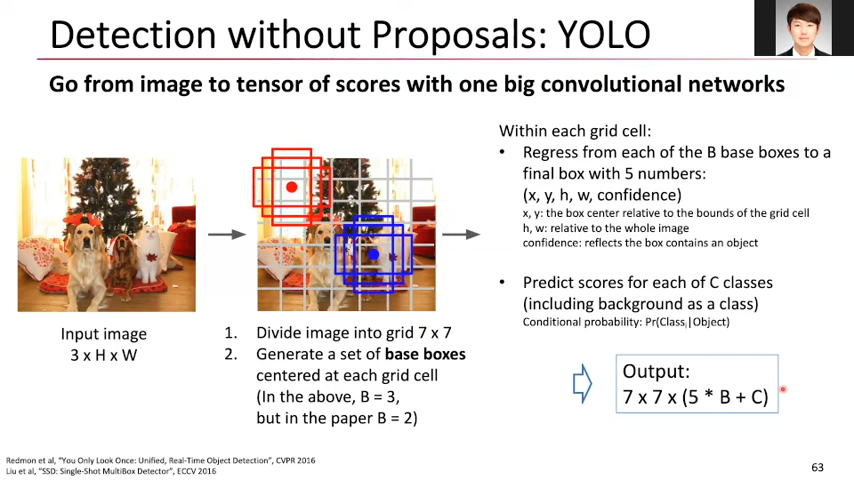 Detection without Proposals: YOLO
Go from image to tensor of scores with one big convolutional networks
Input image
3 x H x W
1. Divide image into grid 7 x 7
2. Generate a set of base boxes
centered at each grid cell
(In the above, B = 3,
but in the paper B = 2)
Within each grid cell:
• Regress from each of the B base boxes to a
final box with 5 numbers:
(x, y, h, w, confidence)
x, y: the box center relative to the bounds of the grid cell
h, w: relative to the whole image
confidence: reflects the box contains an object
• Predict scores for each of C classes
(including background as a class)
Conditional probability: Pr(Classᵢ|Object)
Output:
7 x 7 x (5 * B + C)
Redmon et al, “You Only Look Once: Unified, Real-Time Object Detection”, CVPR 2016
Liu et al, “SSD: Single-Shot MultiBox Detector”, ECCV 2016
63